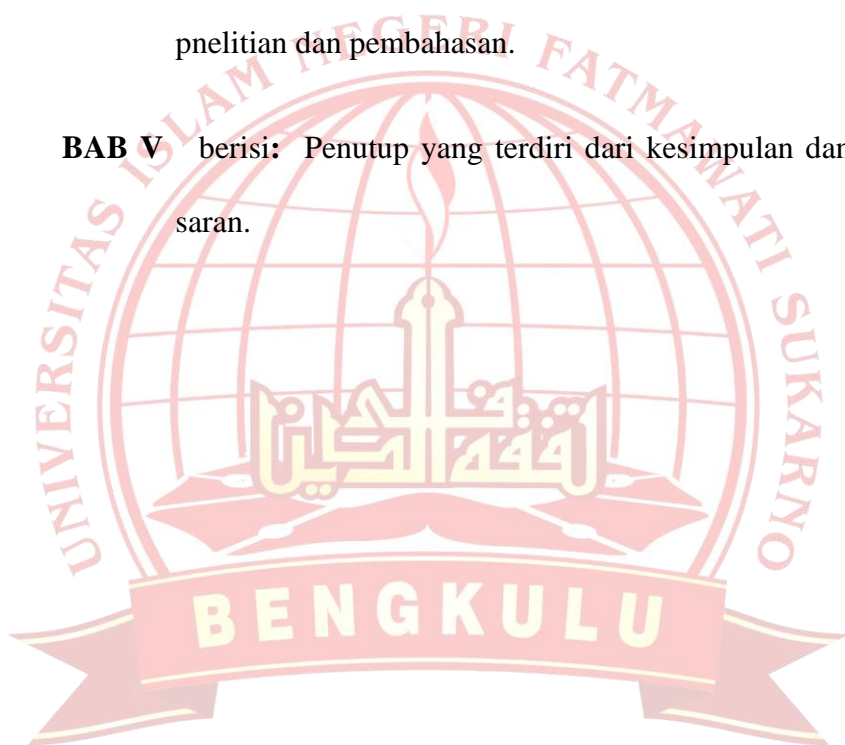 pnelitian dan pembahasan.
BAB V berisi: Penutup yang terdiri dari kesimpulan dan
saran.
UNIVERSITAS ISLAM NEGERI FATMAWATI SUKARNO
BENGKULU